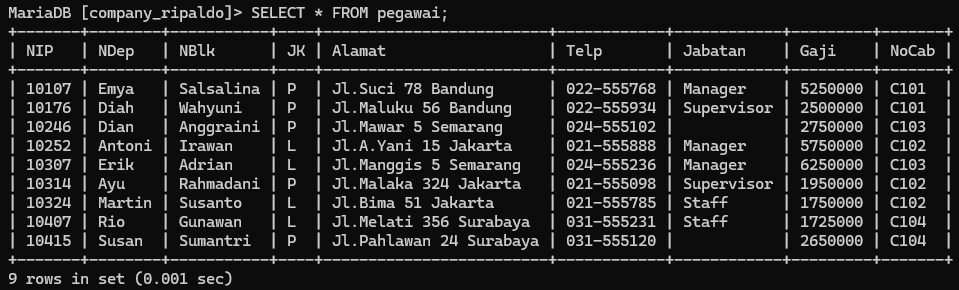 MariaDB [company_ripaldo]> SELECT * FROM pegawai;
+-------+--------+-----------+----+-------------------------+------------+------------+---------+-------+
| NIP   | NDep   | NBlk      | JK | Alamat                  | Telp       | Jabatan    | Gaji    | NoCab |
+-------+--------+-----------+----+-------------------------+------------+------------+---------+-------+
| 10107 | Emya   | Salsalina | P  | Jl.Suci 78 Bandung      | 022-555768 | Manager    | 5250000 | C101  |
| 10176 | Diah   | Wahyuni   | P  | Jl.Maluku 56 Bandung    | 022-555934 | Supervisor | 2500000 | C101  |
| 10246 | Dian   | Anggraini | P  | Jl.Mawar 5 Semarang     | 024-555102 |            | 2750000 | C103  |
| 10252 | Antoni | Irawan    | L  | Jl.A.Yani 15 Jakarta    | 021-555888 | Manager    | 5750000 | C102  |
| 10307 | Erik   | Adrian    | L  | Jl.Manggis 5 Semarang   | 024-555236 | Manager    | 6250000 | C103  |
| 10314 | Ayu    | Rahmadani | P  | Jl.Malaka 324 Jakarta   | 021-555098 | Supervisor | 1950000 | C102  |
| 10324 | Martin | Susanto   | L  | Jl.Bima 51 Jakarta      | 021-555785 | Staff      | 1750000 | C102  |
| 10407 | Rio    | Gunawan   | L  | Jl.Melati 356 Surabaya  | 031-555231 | Staff      | 1725000 | C104  |
| 10415 | Susan  | Sumantri  | P  | Jl.Pahlawan 24 Surabaya | 031-555120 |            | 2650000 | C104  |
+-------+--------+-----------+----+-------------------------+------------+------------+---------+-------+
9 rows in set (0.001 sec)